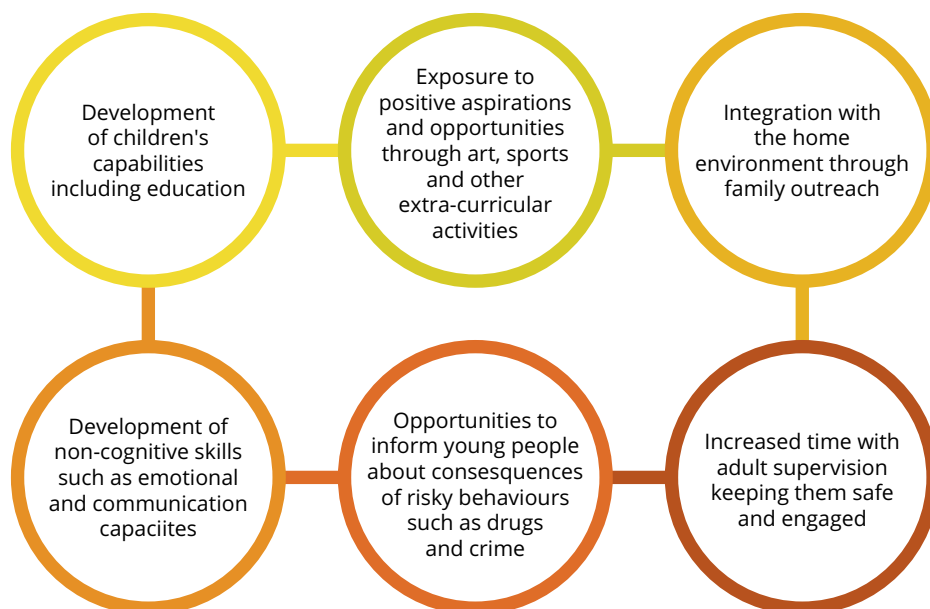 Development
of children's
capabilities
including education
Exposure to
positive aspirations
and opportunities
through art, sports
and other
extra-curricular
activities
Integration with
the home
environment through
family outreach
Development of
non-cognitive skills
such as emotional
and communication
capaciites
Opportunities to
inform young people
about consesquences
of risky behaviours
such as drugs
and crime
Increased time with
adult supervision
keeping them safe
and engaged